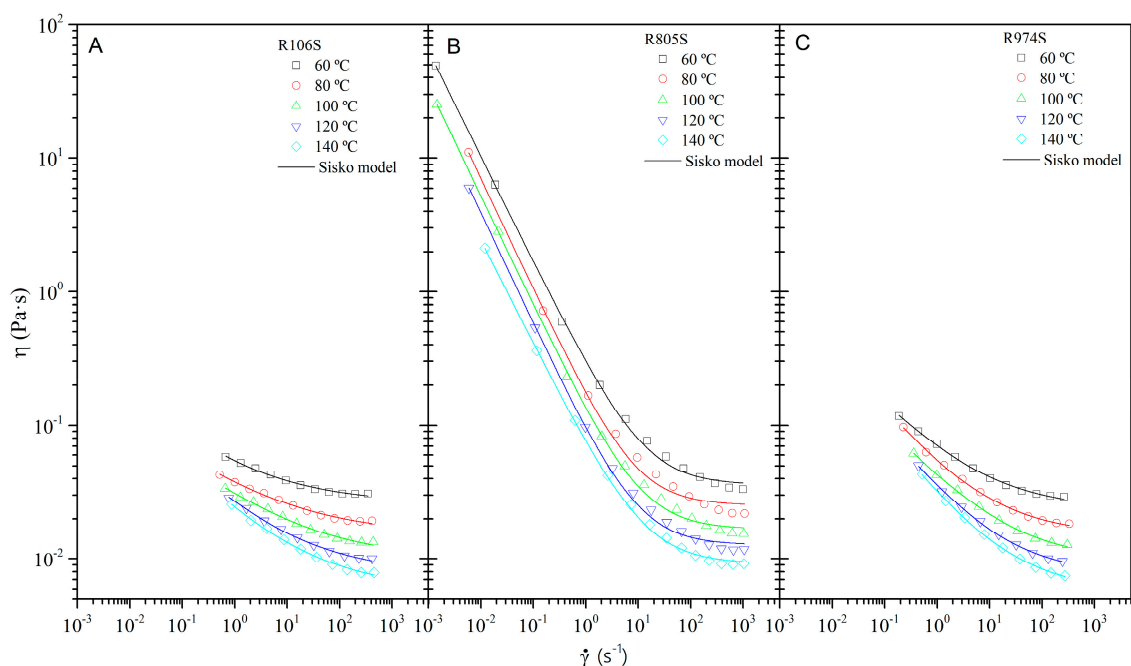 A
R106S
60 ºC
80 ºC
100 ºC
120 ºC
140 ºC
Sisko model
B
R805S
60 ºC
80 ºC
100 ºC
120 ºC
140 ºC
Sisko model
C
R974S
60 ºC
80 ºC
100 ºC
120 ºC
140 ºC
Sisko model
η (Pa·s)
10²
10¹
10⁰
10⁻¹
10⁻²
10⁻³ 10⁻² 10⁻¹ 10⁰ 10¹ 10² 10³ 10⁻³ 10⁻² 10⁻¹ 10⁰ 10¹ 10² 10³ 10⁻³ 10⁻² 10⁻¹ 10⁰ 10¹ 10² 10³
γ̇ (s⁻¹)